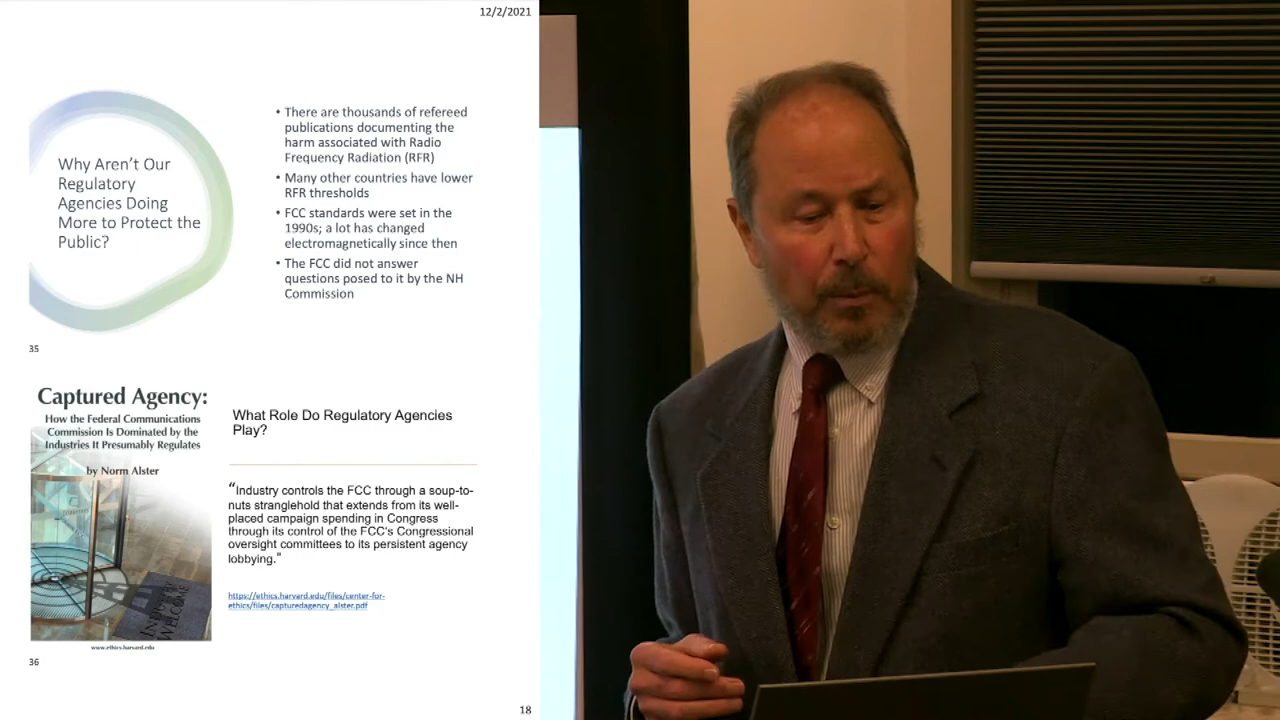 12/2/2021
Why Aren't Our
Regulatory
Agencies Doing
More to Protect the
Public?
• There are thousands of refereed
publications documenting the
harm associated with Radio
Frequency Radiation (RFR)
• Many other countries have lower
RFR thresholds
• FCC standards were set in the
1990s; a lot has changed
electromagnetically since then
• The FCC did not answer
questions posed to it by the NH
Commission
35
Captured Agency:
How the Federal Communications
Commission Is Dominated by the
Industries It Presumably Regulates
by Norm Alster
INDUSTRY
WELCOME
www.ethics.harvard.edu
What Role Do Regulatory Agencies
Play?
“Industry controls the FCC through a soup-to-
nuts stranglehold that extends from its well-
placed campaign spending in Congress
through its control of the FCC's Congressional
oversight committees to its persistent agency
lobbying.”
https://ethics.harvard.edu/files/center-for-
ethics/files/capturedagency_alster.pdf
36
18